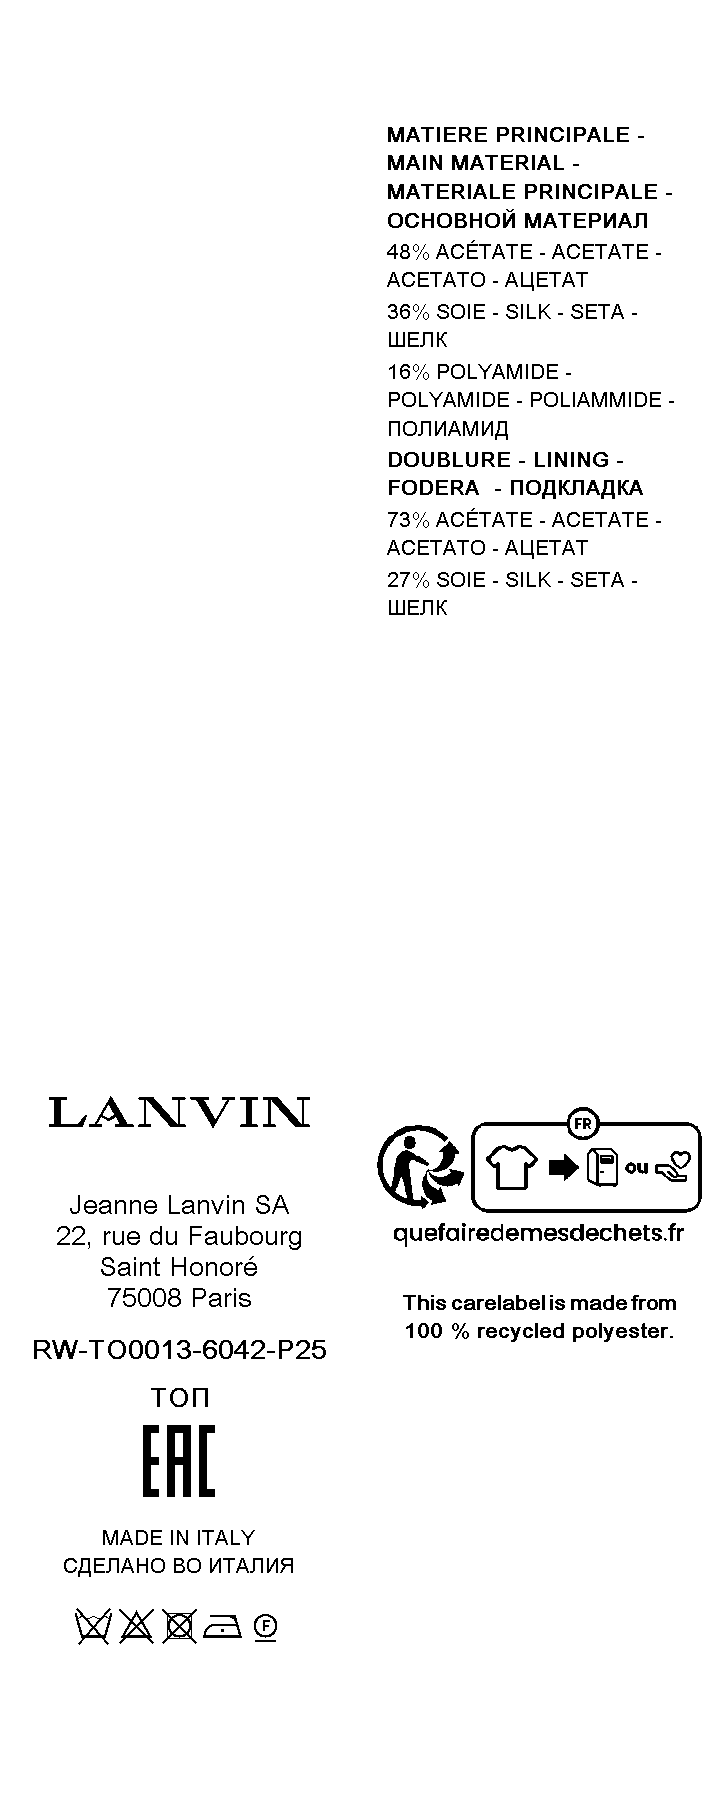 MATIERE PRINCIPALE -
MAIN MATERIAL -
MATERIALE PRINCIPALE -
ОСНОВНОЙ МАТЕРИАЛ
48% ACÉTATE - ACETATE -
ACETATO - АЦЕТАТ
36% SOIE - SILK - SETA -
ШЕЛК
16% POLYAMIDE -
POLYAMIDE - POLIAMMIDE -
ПОЛИАМИД
DOUBLURE - LINING -
FODERA - ПОДКЛАДКА
73% ACÉTATE - ACETATE -
ACETATO - АЦЕТАТ
27% SOIE - SILK - SETA -
ШЕЛК
LANVIN
Jeanne Lanvin SA
22, rue du Faubourg
Saint Honoré
75008 Paris
RW-TO0013-6042-P25
ТОП
EAC
MADE IN ITALY
СДЕЛАНО ВО ИТАЛИЯ
F
FR
ou
quefairedemesdechets.fr
This carelabel is made from
100 % recycled polyester.